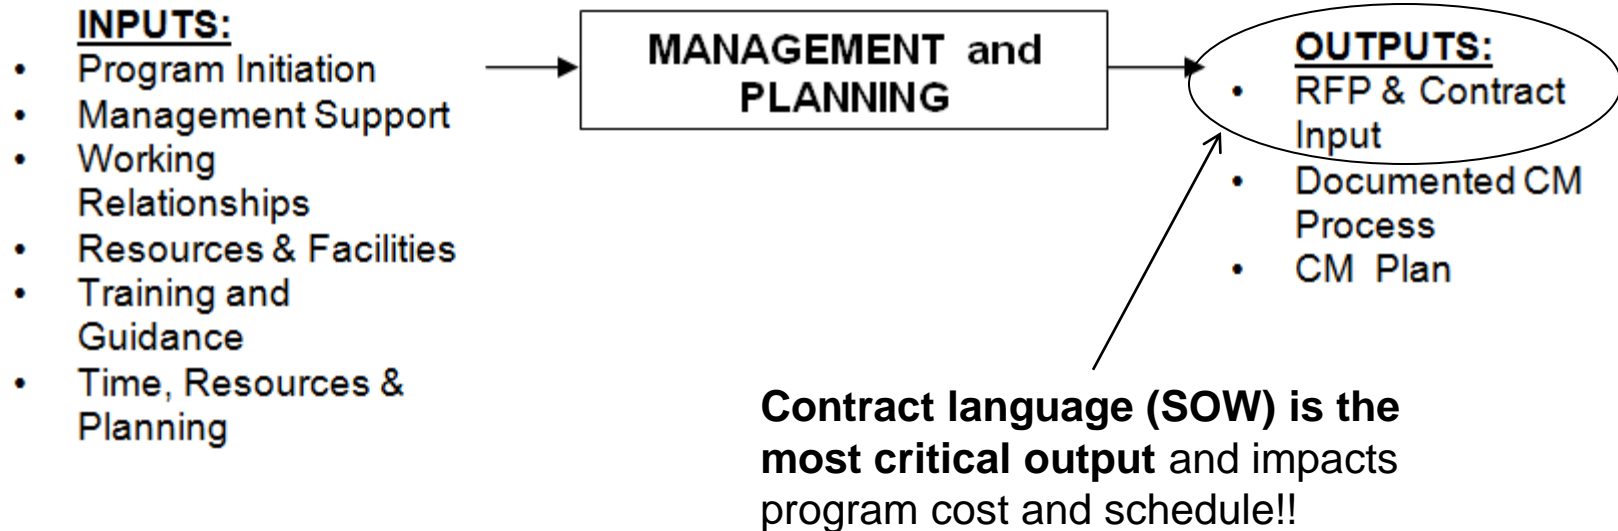 INPUTS:
• Program Initiation
• Management Support
• Working
Relationships
• Resources & Facilities
• Training and
Guidance
• Time, Resources &
Planning
MANAGEMENT and
PLANNING
OUTPUTS:
• RFP & Contract
Input
• Documented CM
Process
• CM Plan
Contract language (SOW) is the
most critical output and impacts
program cost and schedule!!